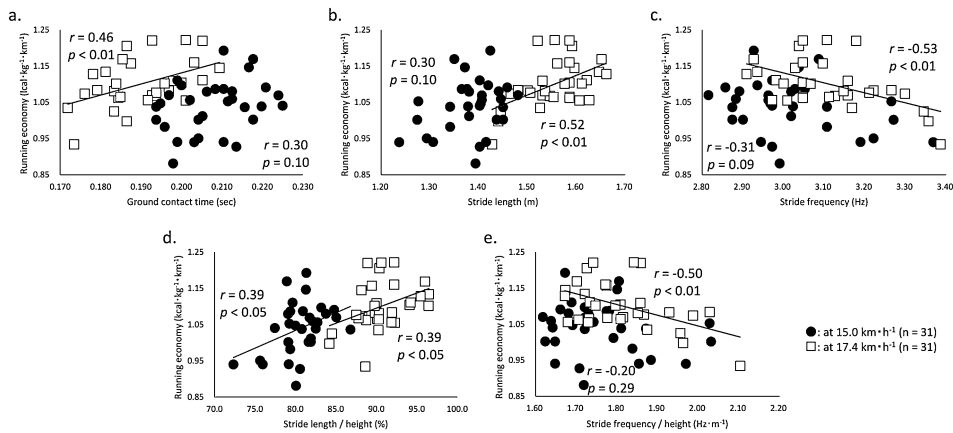 a.
Running economy (kcal・kg⁻¹・km⁻¹)
1.25
1.15
1.05
0.95
0.85
r = 0.46
p < 0.01
r = 0.30
p = 0.10
0.170 0.180 0.190 0.200 0.210 0.220 0.230
Ground contact time (sec)
b.
Running economy (kcal・kg⁻¹・km⁻¹)
1.25
1.15
1.05
0.95
0.85
r = 0.30
p = 0.10
r = 0.52
p < 0.01
1.20 1.30 1.40 1.50 1.60 1.70
Stride length (m)
c.
Running economy (kcal・kg⁻¹・km⁻¹)
1.25
1.15
1.05
0.95
0.85
r = -0.53
p < 0.01
r = -0.31
p = 0.09
2.80 2.90 3.00 3.10 3.20 3.30 3.40
Stride frequency (Hz)
d.
Running economy (kcal・kg⁻¹・km⁻¹)
1.25
1.15
1.05
0.95
0.85
r = 0.39
p < 0.05
r = 0.39
p < 0.05
70.0 75.0 80.0 85.0 90.0 95.0 100.0
Stride length / height (%)
e.
Running economy (kcal・kg⁻¹・km⁻¹)
1.25
1.15
1.05
0.95
0.85
r = -0.50
p < 0.01
r = -0.20
p = 0.29
1.60 1.70 1.80 1.90 2.00 2.10 2.20
Stride frequency / height (Hz・m⁻¹)
: at 15.0 km・h⁻¹ (n = 31)
: at 17.4 km・h⁻¹ (n = 31)